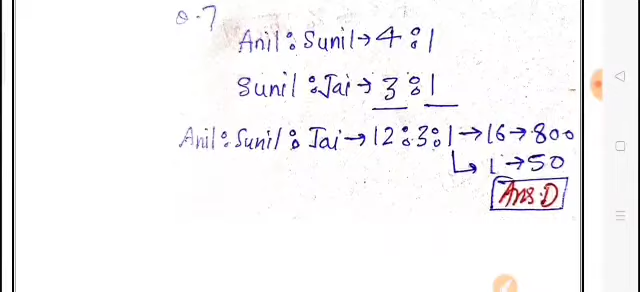 Q.7
Anil : Sunil → 4 : 1
Sunil : Jai → 3 : 1
Anil : Sunil : Jai → 12 : 3 : 1 → 16 → 800
↳ 1 → 50
Ans. D